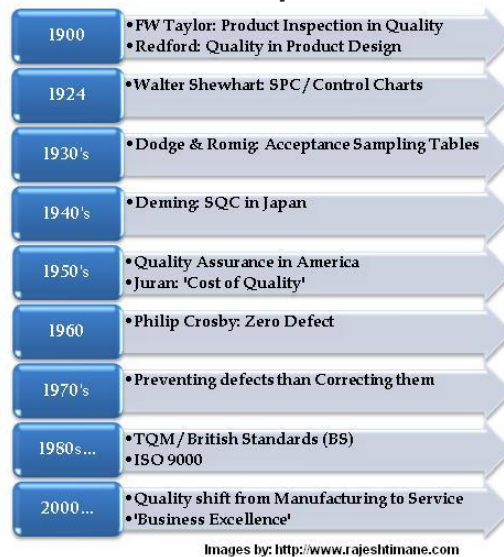 1900
•FW Taylor: Product Inspection in Quality
•Redford: Quality in Product Design
1924
•Walter Shewhart: SPC / Control Charts
1930's
•Dodge & Romig: Acceptance Sampling Tables
1940's
•Deming: SQC in Japan
1950's
•Quality Assurance in America
•Juran: 'Cost of Quality'
1960
•Philip Crosby: Zero Defect
1970's
•Preventing defects than Correcting them
1980s...
•TQM / British Standards (BS)
•ISO 9000
2000...
•Quality shift from Manufacturing to Service
•'Business Excellence'
Images by: http://www.rajeshtimane.com